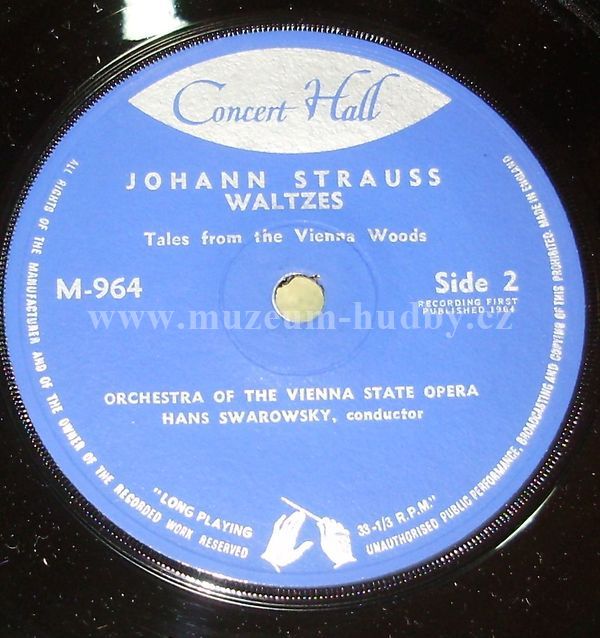 Concert Hall
JOHANN STRAUSS
WALTZES
Tales from the Vienna Woods
M-964
Side 2
RECORDING FIRST
PUBLISHED 1964
www.muzeum-hudby.cz
ORCHESTRA OF THE VIENNA STATE OPERA
HANS SWAROWSKY, conductor
"LONG PLAYING
33-1/3 R.P.M."
ALL RIGHTS OF THE MANUFACTURER AND OF THE OWNER OF THE RECORDED WORK RESERVED
UNAUTHORISED PUBLIC PERFORMANCE, BROADCASTING AND COPYING OF THIS PROHIBITED. MADE IN ENGLAND